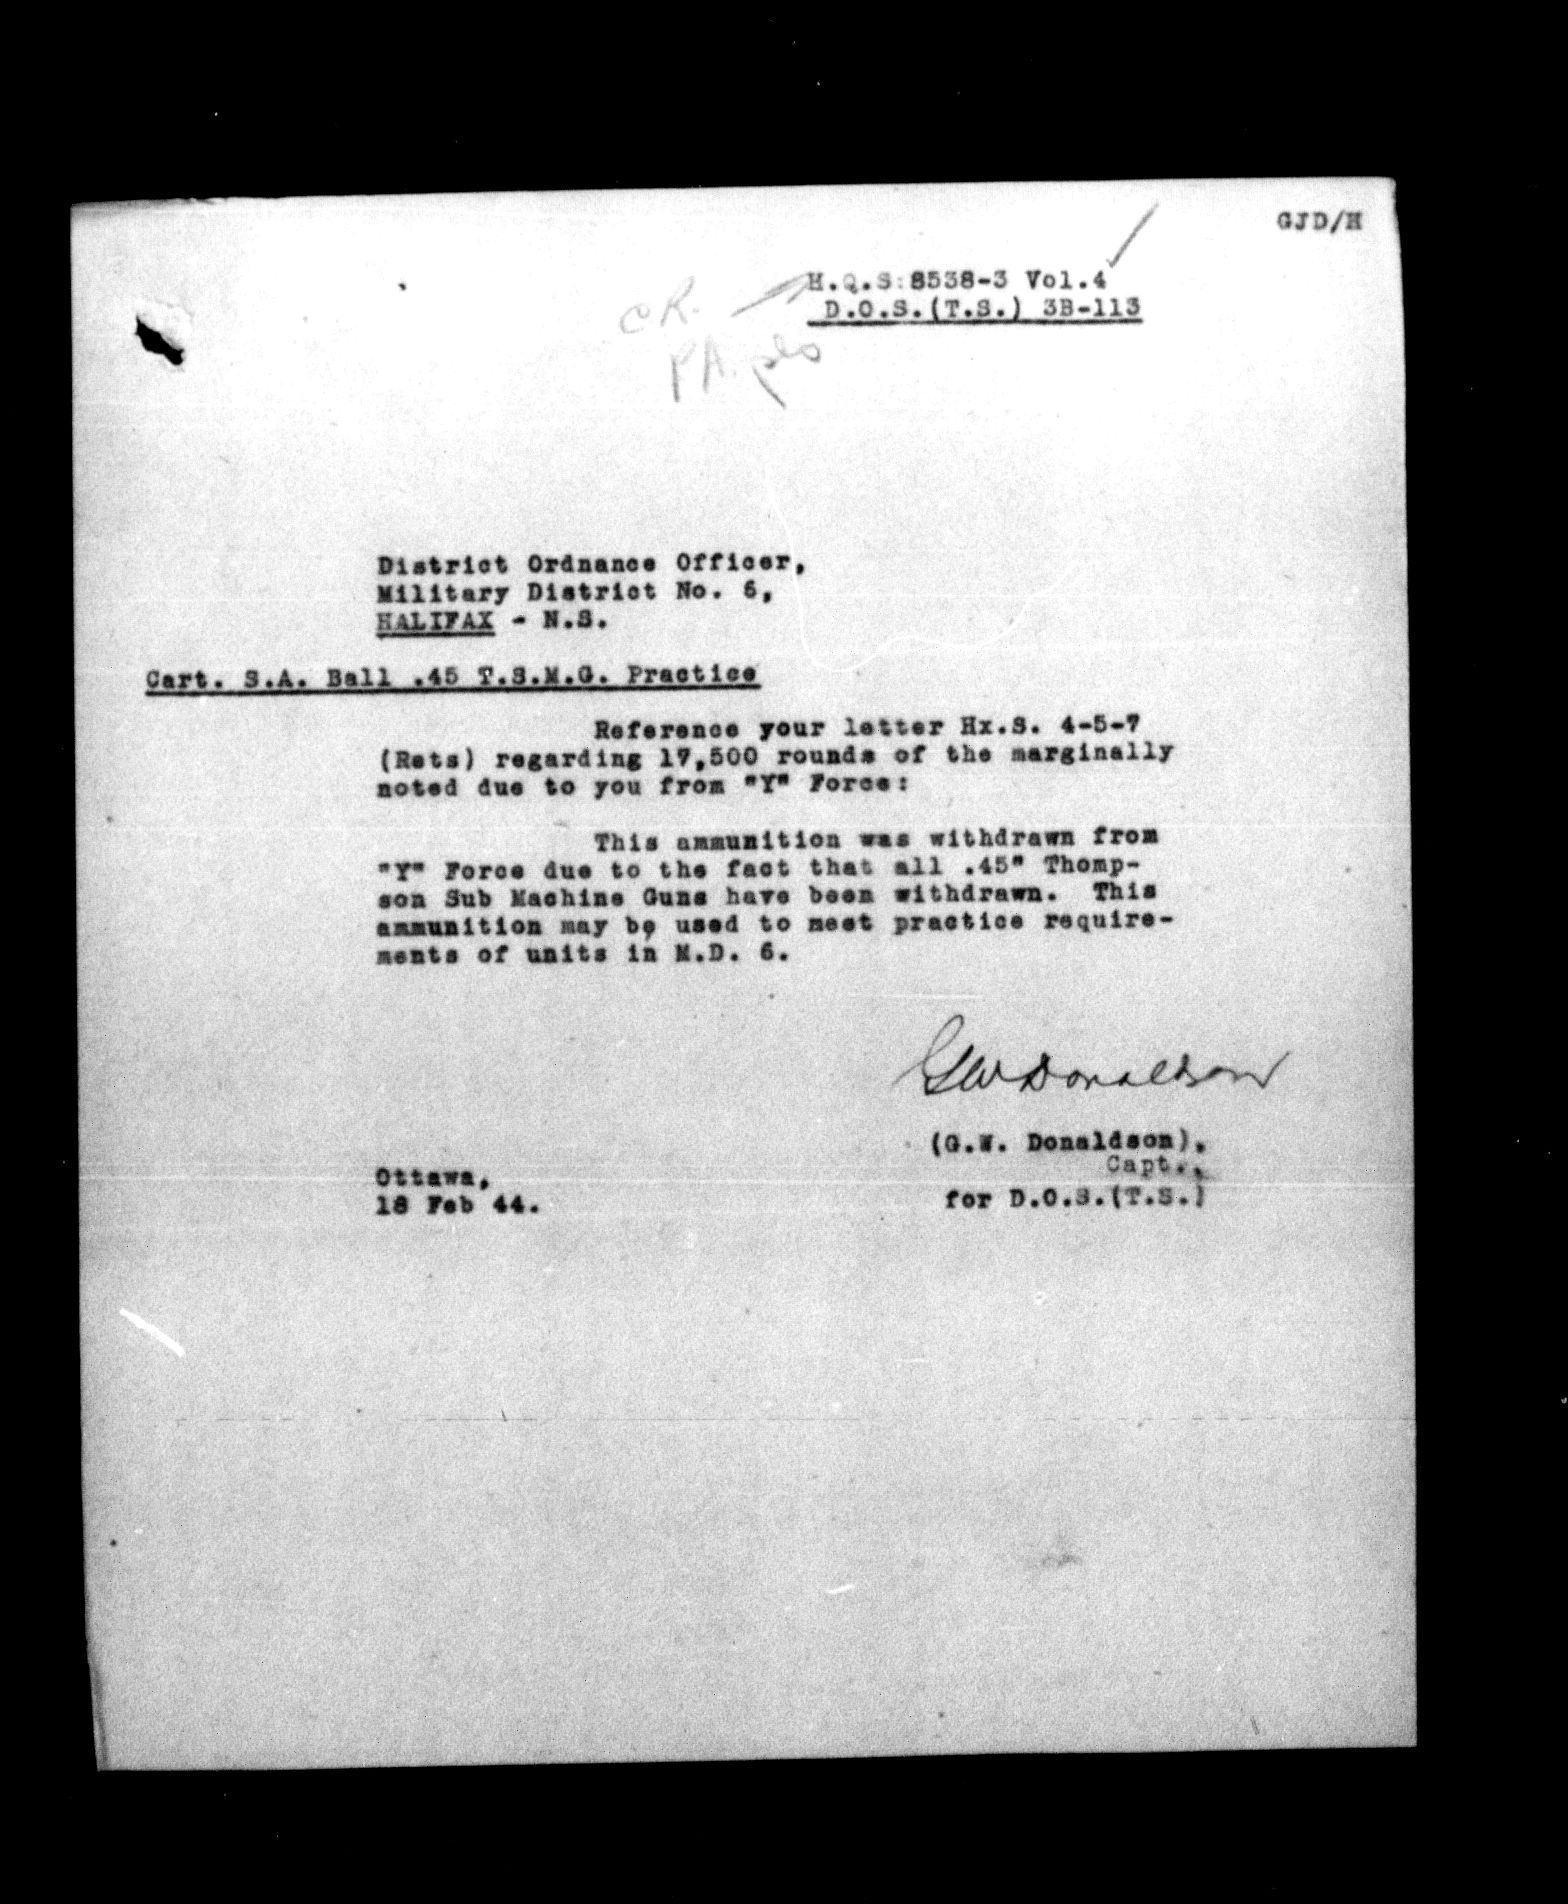 GJD/H
H.Q.S.8538-3 Vol.4
D.O.S.(T.S.) 3B-113
CR.
PA.
District Ordnance Officer,
Military District No. 6,
HALIFAX - N.S.
Cart. S.A. Ball .45 T.S.M.G. Practice
Reference your letter Hx.S. 4-5-7
(Rets) regarding 17,500 rounds of the marginally
noted due to you from "Y" Force:
This ammunition was withdrawn from
"Y" Force due to the fact that all .45" Thomp-
son Sub Machine Guns have been withdrawn. This
ammunition may be used to meet practice require-
ments of units in M.D. 6.
GW Donaldson
(G.W. Donaldson),
Capt.,
for D.O.S.(T.S.)
Ottawa,
18 Feb 44.